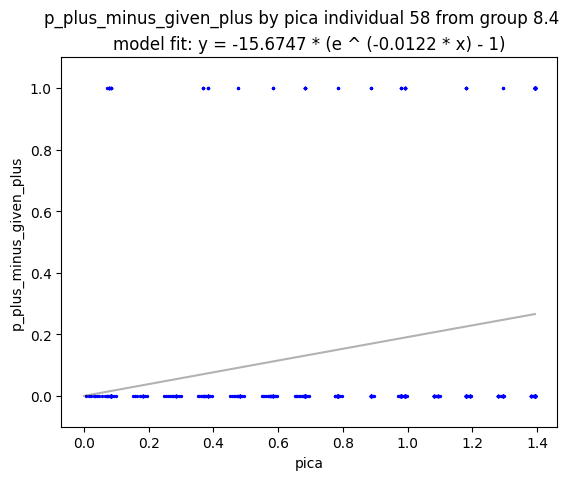 p_plus_minus_given_plus by pica individual 58 from group 8.4
model fit: y = -15.6747 * (e ^ (-0.0122 * x) - 1)
p_plus_minus_given_plus
1.0
0.8
0.6
0.4
0.2
0.0
0.0 0.2 0.4 0.6 0.8 1.0 1.2 1.4
pica